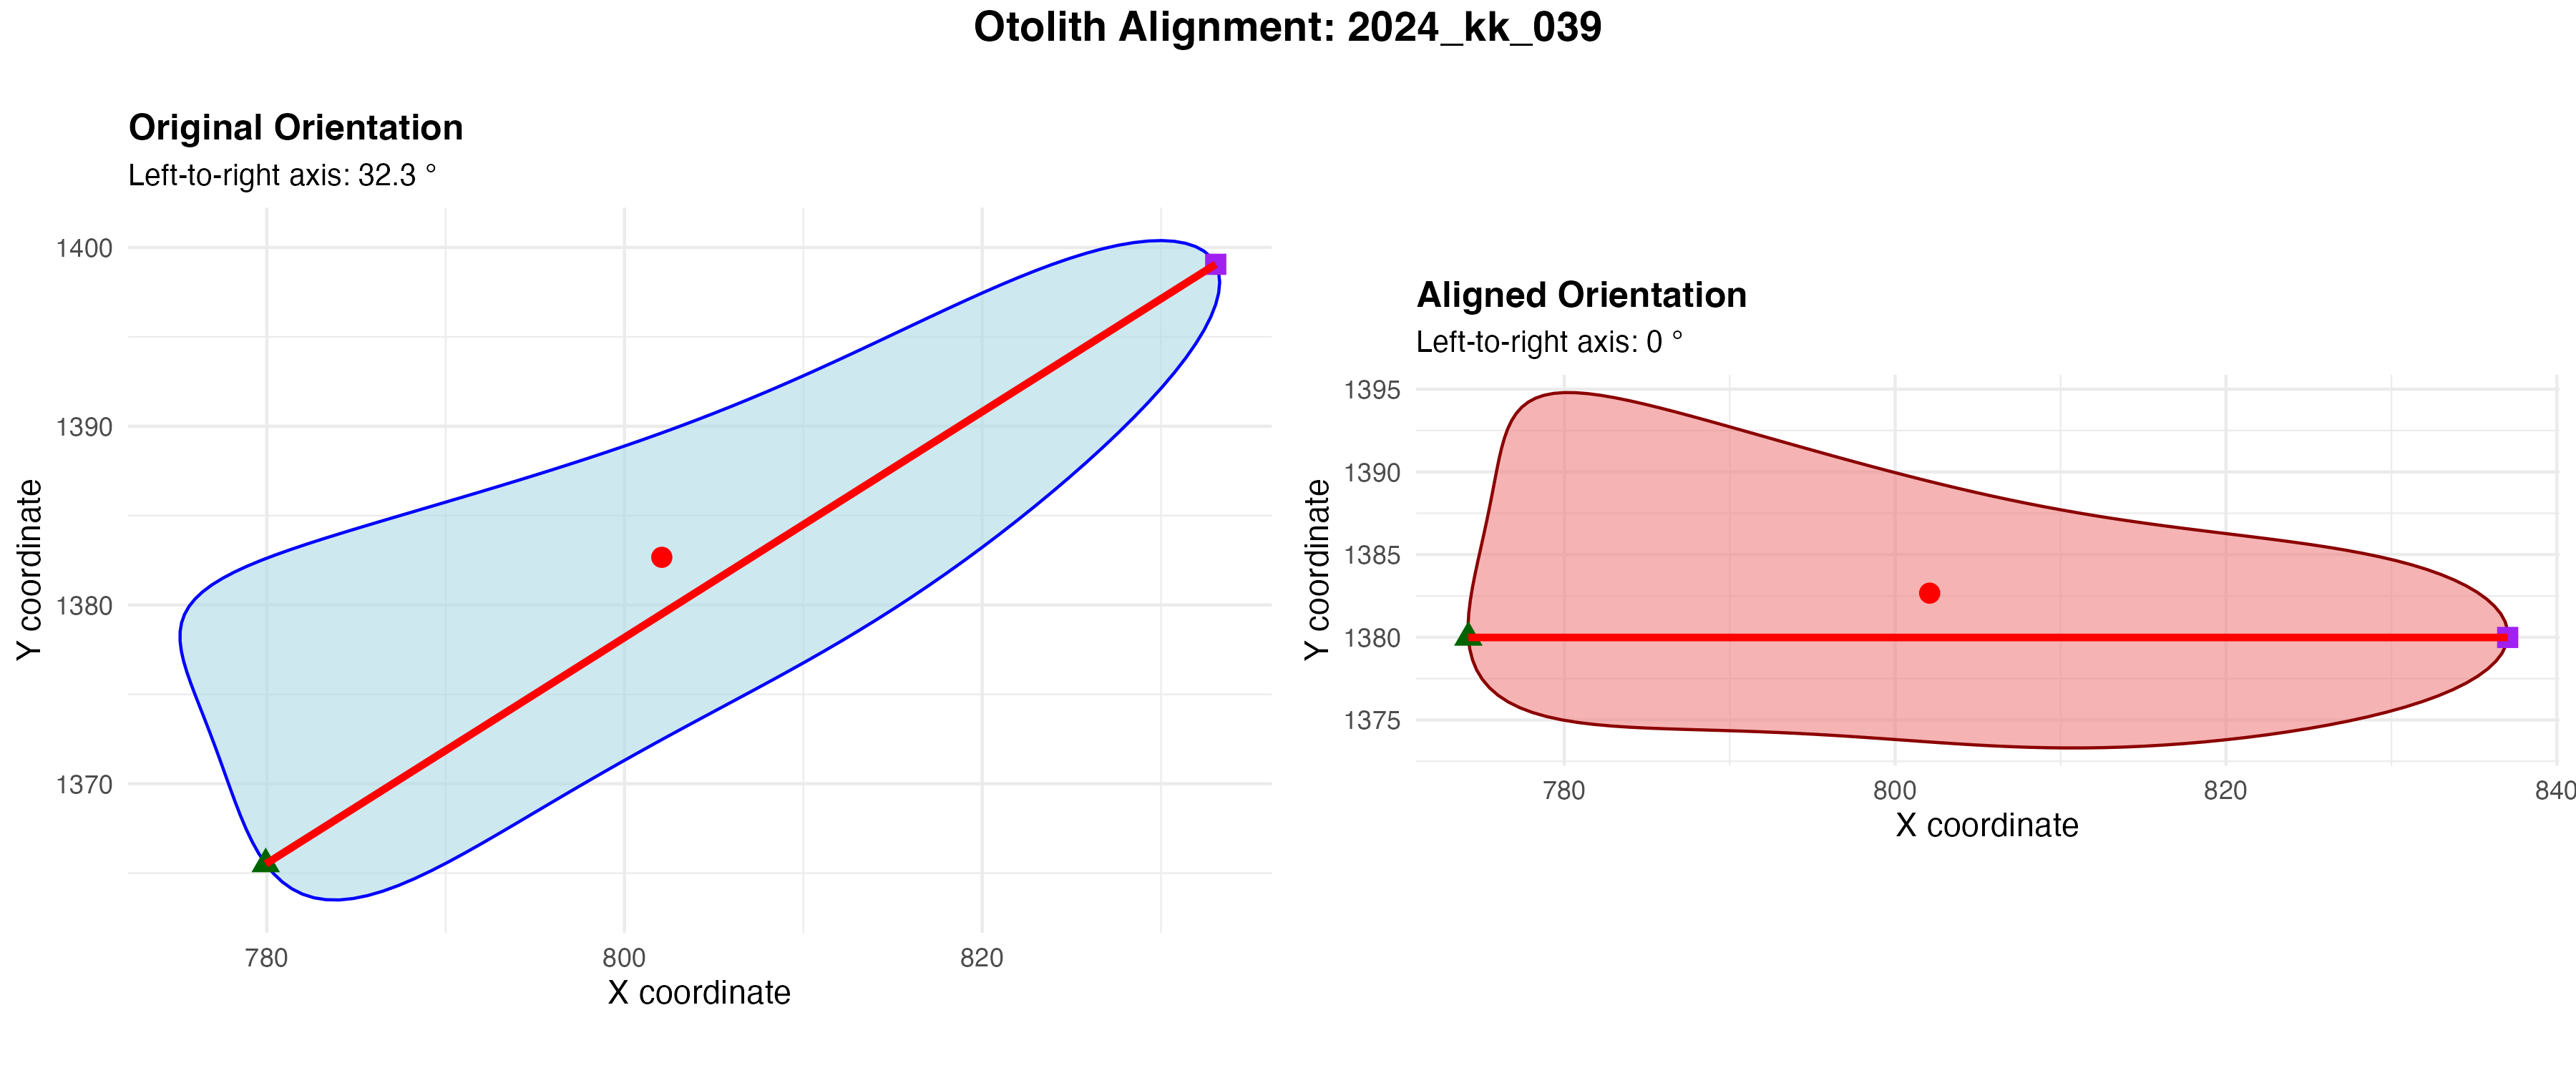 Otolith Alignment: 2024_kk_039
Original Orientation
Left-to-right axis: 32.3 °
1400
1390
1380
1370
Y coordinate
780 800 820
X coordinate
Aligned Orientation
Left-to-right axis: 0 °
1395
1390
1385
1380
1375
Y coordinate
780 800 820 840
X coordinate